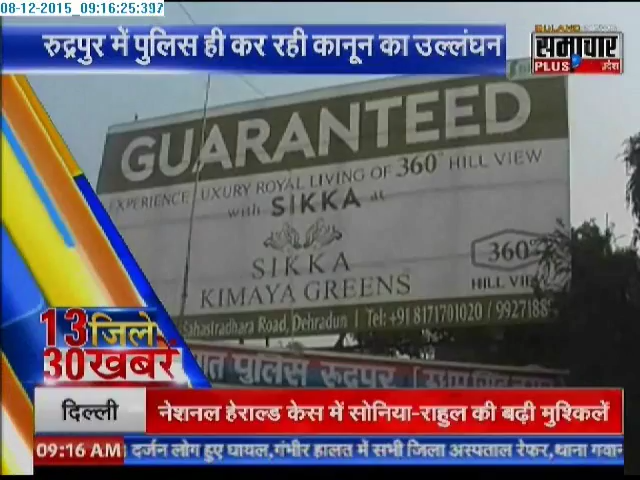 08-12-2015_09:16:25:397
रुद्रपुर में पुलिस ही कर रही कानून का उल्लंघन
समाचार
PLUS
GUARANTEED
EXPERIENCE LUXURY ROYAL LIVING OF 360° HILL VIEW
with SIKKA at
SIKKA
KIMAYA GREENS
360°
HILL VIEW
Sahastradhara Road, Dehradun | Tel: +91 8171701020 /
पुलिस रुद्रपुर
13 जिले
30 खबरें
दिल्ली
नेशनल हेराल्ड केस में सोनिया-राहुल की बढ़ी मुश्किलें
09:16 AM
दर्जन लोग हुए घायल,गंभीर हालत में सभी जिला अस्पताल रेफर,थाना